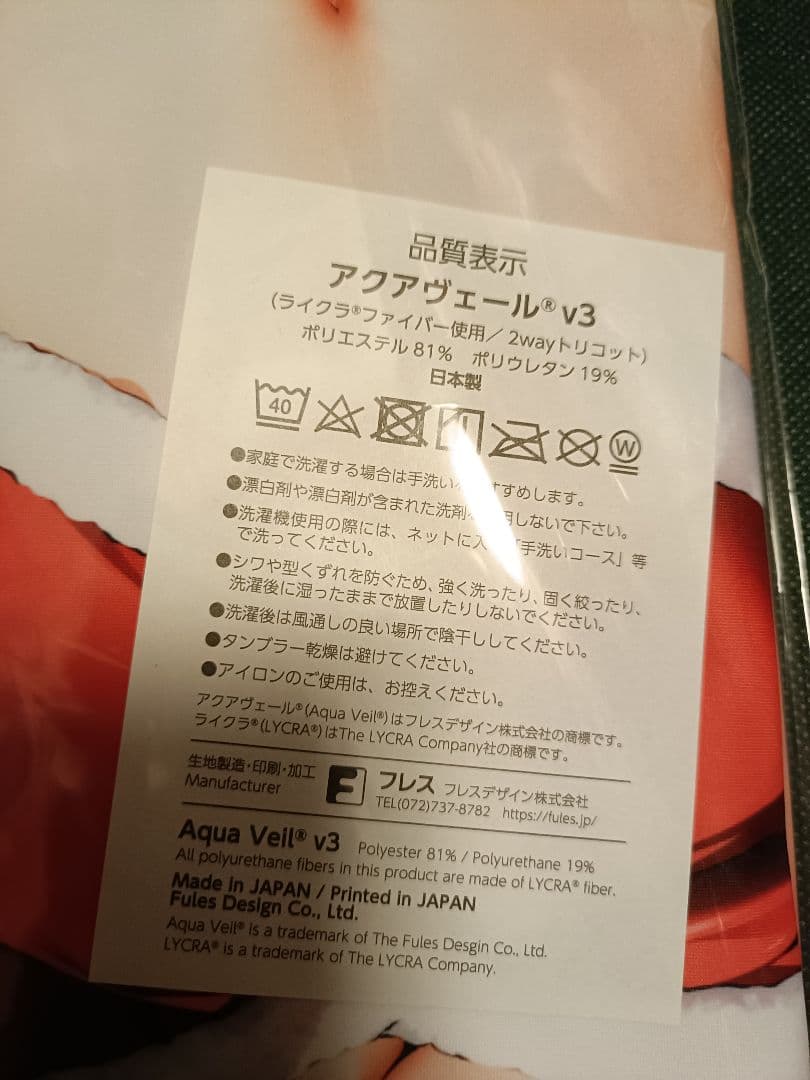 品質表示
アクアヴェール® v3
(ライクラ®ファイバー使用／2wayトリコット)
ポリエステル 81%　ポリウレタン 19%
日本製
40
W
●家庭で洗濯する場合は手洗い すすめします。
●漂白剤や漂白剤が含まれた洗剤 用しないで下さい。
●洗濯機使用の際には、ネットに入 「手洗いコース」等
で洗ってください。
●シワや型くずれを防ぐため、強く洗ったり、固く絞ったり、
洗濯後に湿ったままで放置したりしないでください。
●洗濯後は風通しの良い場所で陰干ししてください。
●タンブラー乾燥は避けてください。
●アイロンのご使用は、お控えください。
アクアヴェール®(Aqua Veil®)はフレスデザイン株式会社の商標です。
ライクラ®(LYCRA®)はThe LYCRA Company社の商標です。
生地製造・印刷・加工
Manufacturer
フレス フレスデザイン株式会社
TEL(072)737-8782 https://fules.jp/
Aqua Veil® v3 Polyester 81% / Polyurethane 19%
All polyurethane fibers in this product are made of LYCRA® fiber.
Made in JAPAN / Printed in JAPAN
Fules Design Co., Ltd.
Aqua Veil® is a trademark of The Fules Desgin Co., Ltd.
LYCRA® is a trademark of The LYCRA Company.